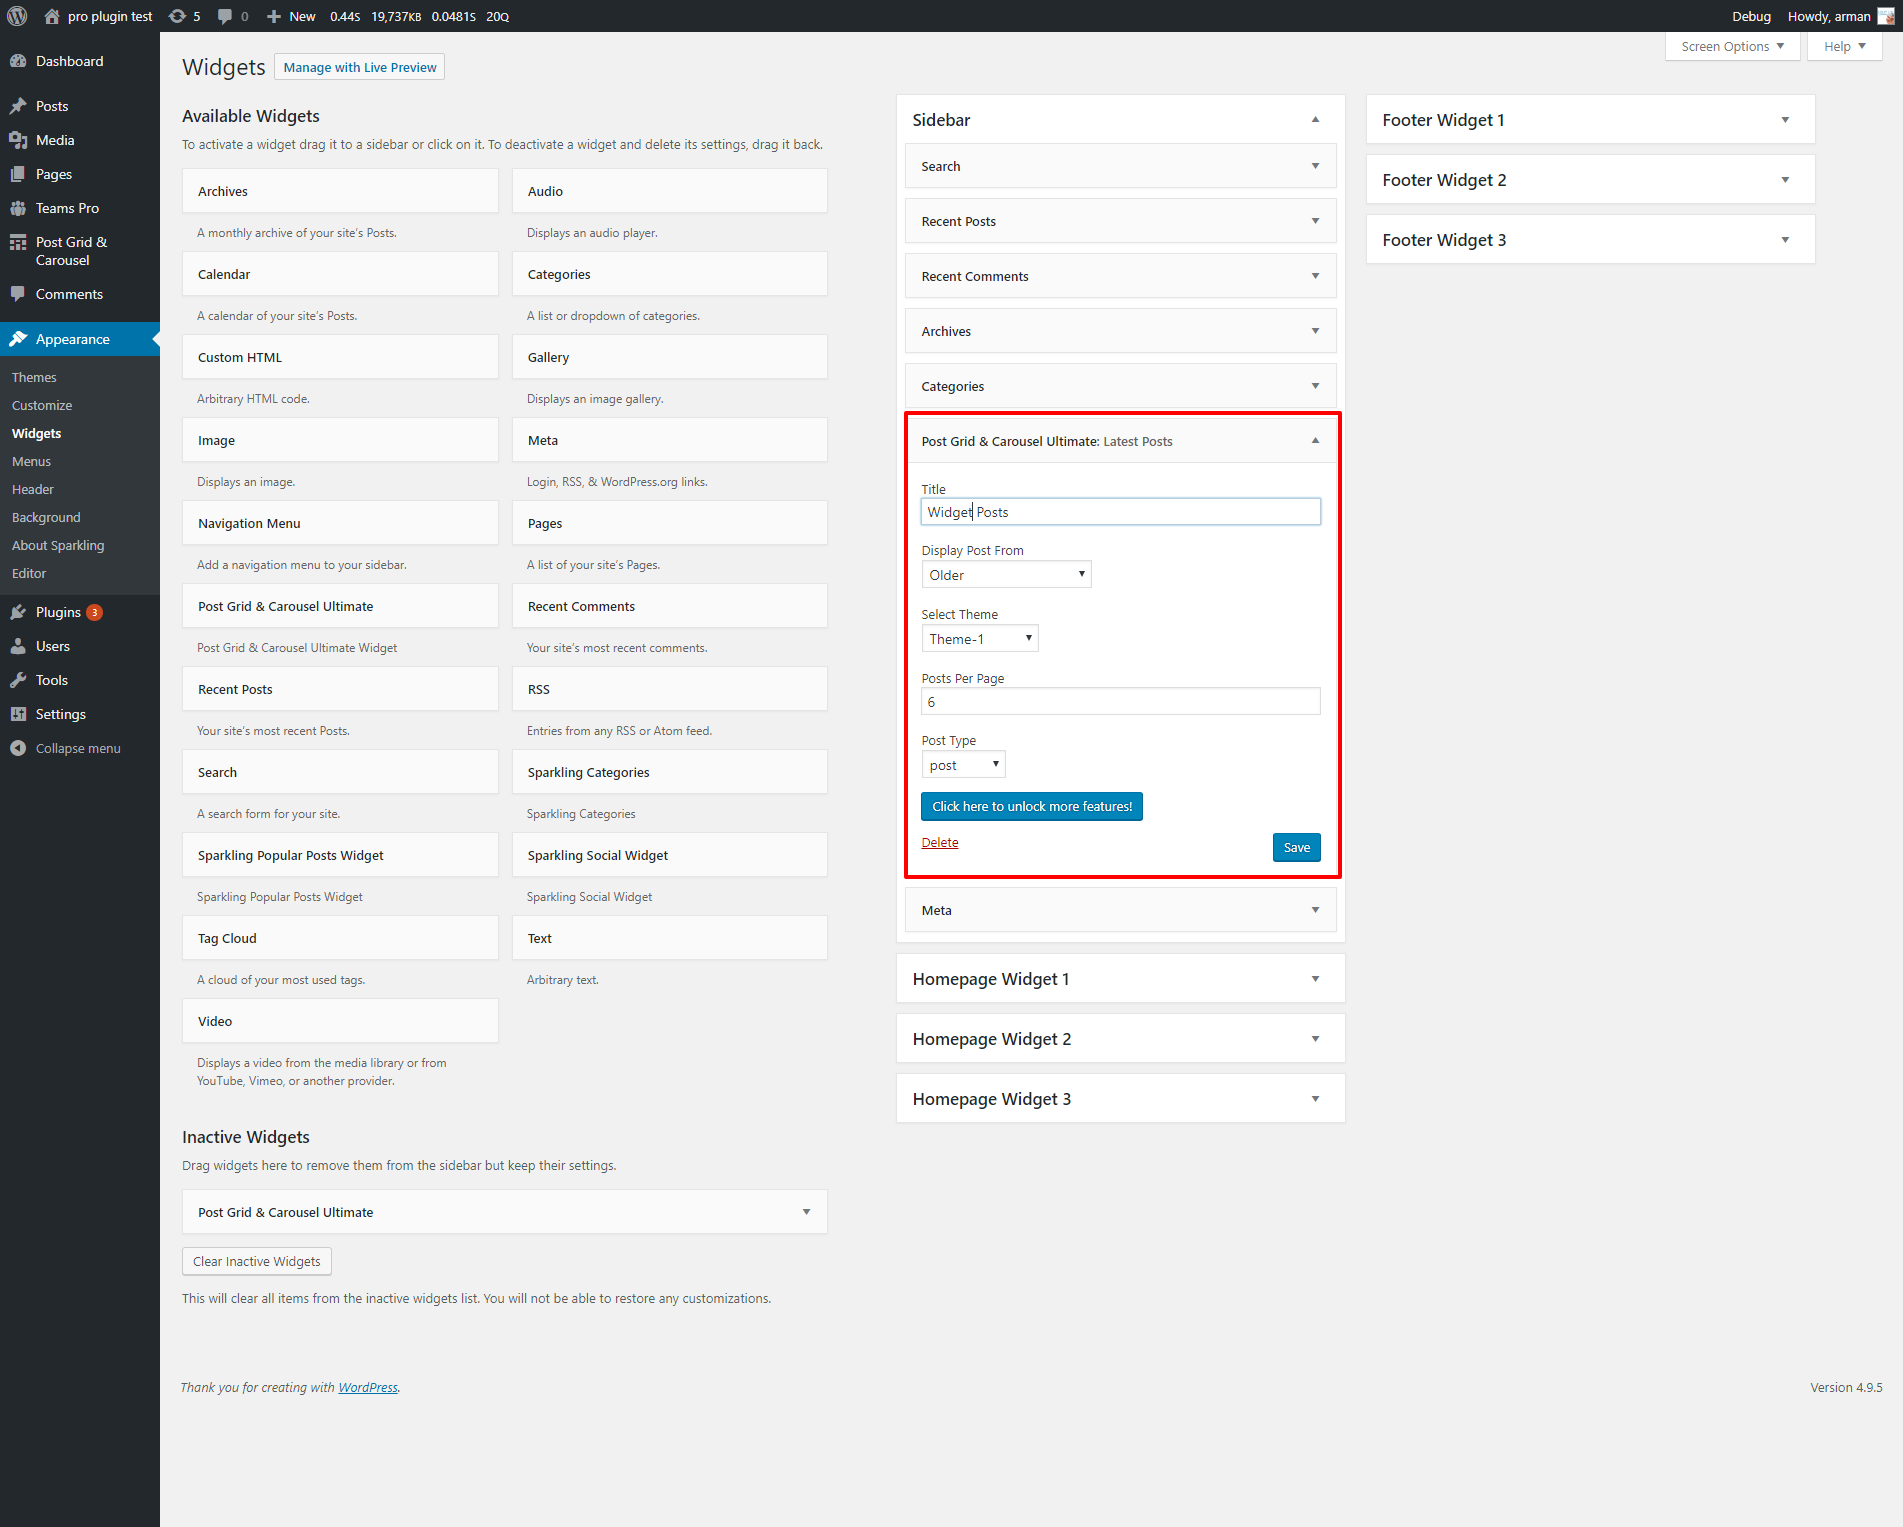 pro plugin test 5 0 New 0.44S 19,737KB 0.0481S 20Q Debug Howdy, arman
Screen Options Help
Dashboard
Posts
Media
Pages
Teams Pro
Post Grid &
Carousel
Comments
Appearance
Themes
Customize
Widgets
Menus
Header
Background
About Sparkling
Editor
Plugins 3
Users
Tools
Settings
Collapse menu
Widgets Manage with Live Preview
Available Widgets
To activate a widget drag it to a sidebar or click on it. To deactivate a widget and delete its settings, drag it back.
Archives
A monthly archive of your site's Posts.
Audio
Displays an audio player.
Calendar
A calendar of your site's Posts.
Categories
A list or dropdown of categories.
Custom HTML
Arbitrary HTML code.
Gallery
Displays an image gallery.
Image
Displays an image.
Meta
Login, RSS, & WordPress.org links.
Navigation Menu
Add a navigation menu to your sidebar.
Pages
A list of your site's Pages.
Post Grid & Carousel Ultimate
Post Grid & Carousel Ultimate Widget
Recent Comments
Your site's most recent comments.
Recent Posts
Your site's most recent Posts.
RSS
Entries from any RSS or Atom feed.
Search
A search form for your site.
Sparkling Categories
Sparkling Categories
Sparkling Popular Posts Widget
Sparkling Popular Posts Widget
Sparkling Social Widget
Sparkling Social Widget
Tag Cloud
A cloud of your most used tags.
Text
Arbitrary text.
Video
Displays a video from the media library or from
YouTube, Vimeo, or another provider.
Inactive Widgets
Drag widgets here to remove them from the sidebar but keep their settings.
Post Grid & Carousel Ultimate
Clear Inactive Widgets
This will clear all items from the inactive widgets list. You will not be able to restore any customizations.
Sidebar
Search
Recent Posts
Recent Comments
Archives
Categories
Post Grid & Carousel Ultimate: Latest Posts
Title
Widget Posts
Display Post From
Older
Select Theme
Theme-1
Posts Per Page
6
Post Type
post
Click here to unlock more features!
Delete
Save
Meta
Homepage Widget 1
Homepage Widget 2
Homepage Widget 3
Footer Widget 1
Footer Widget 2
Footer Widget 3
Thank you for creating with WordPress.
Version 4.9.5